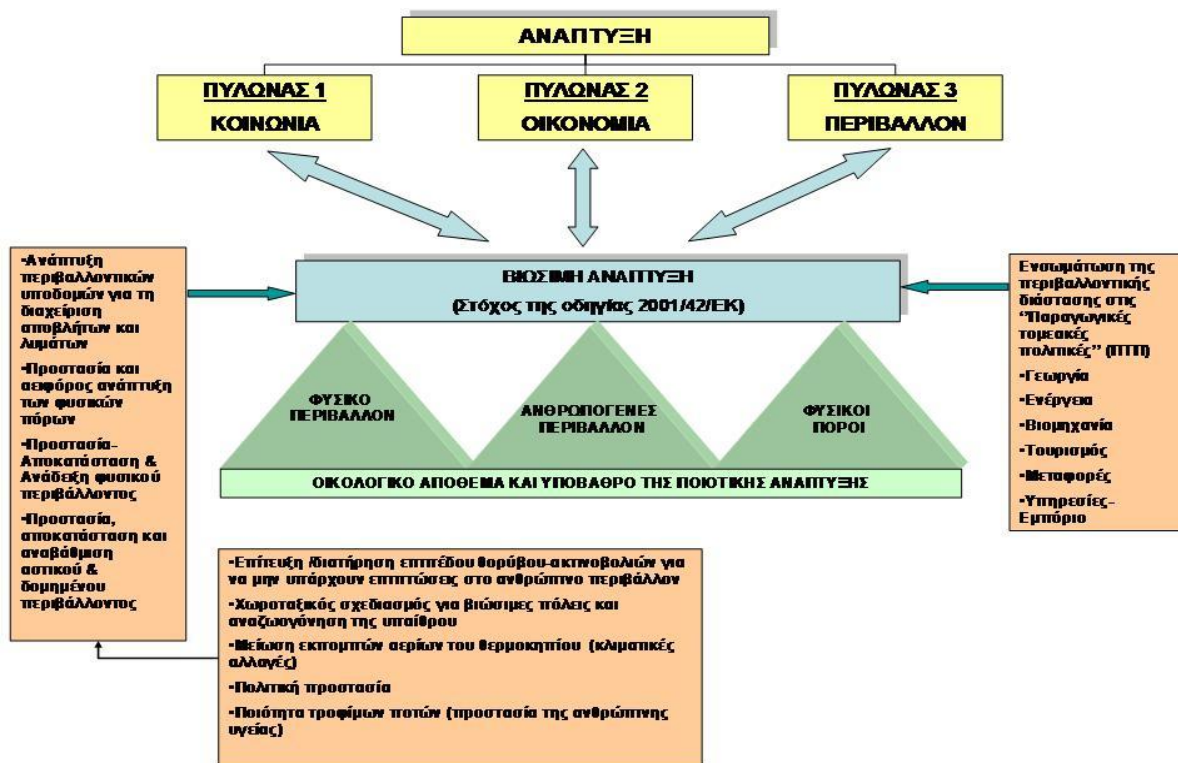 ΑΝΑΠΤΥΞΗ
ΠΥΛΩΝΑΣ 1
ΚΟΙΝΩΝΙΑ
ΠΥΛΩΝΑΣ 2
ΟΙΚΟΝΟΜΙΑ
ΠΥΛΩΝΑΣ 3
ΠΕΡΙΒΑΛΛΟΝ
•Ανάπτυξη
περιβαλλοντικών
υποδομών για τη
διαχείριση
αποβλήτων και
λυμάτων
•Προστασία και
αειφόρος ανάπτυξη
των φυσικών
πόρων
•Προστασία-
Αποκατάσταση &
Ανάδειξη φυσικού
περιβάλλοντος
•Προστασία,
αποκατάσταση και
αναβάθμιση
αστικού &
δομημένου
περιβάλλοντος
ΒΙΩΣΙΜΗ ΑΝΑΠΤΥΞΗ
(Στόχος της οδηγίας 2001/42/ΕΚ)
ΦΥΣΙΚΟ
ΠΕΡΙΒΑΛΛΟΝ
ΑΝΘΡΩΠΟΓΕΝΕΣ
ΠΕΡΙΒΑΛΛΟΝ
ΦΥΣΙΚΟΙ
ΠΟΡΟΙ
ΟΙΚΟΛΟΓΙΚΟ ΑΠΟΘΕΜΑ ΚΑΙ ΥΠΟΒΑΘΡΟ ΤΗΣ ΠΟΙΟΤΙΚΗΣ ΑΝΑΠΤΥΞΗΣ
Ενσωμάτωση της
περιβαλλοντικής
διάστασης στις
‘’Παραγωγικές
τομεακές
πολιτικές’’ (ΠΤΠ)
•Γεωργία
•Ενέργεια
•Βιομηχανία
•Τουρισμός
•Μεταφορές
•Υπηρεσίες-
Εμπόριο
•Επίτευξη /διατήρηση επιπέδου θορύβου-ακτινοβολιών για
να μην υπάρχουν επιπτώσεις στο ανθρώπινο περιβάλλον
•Χωροταξικός σχεδιασμός για βιώσιμες πόλεις και
αναζωογόνηση της υπαίθρου
•Μείωση εκπομπών αερίων του θερμοκηπίου (κλιματικές
αλλαγές)
•Πολιτική προστασία
•Ποιότητα τροφίμων ποτών (προστασία της ανθρώπινης
υγείας)